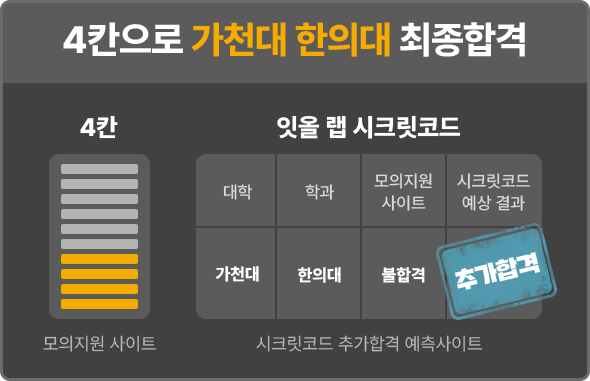 4칸으로 가천대 한의대 최종합격
4칸
잇올 랩 시크릿코드
대학
학과
모의지원
사이트
시크릿코드
예상 결과
가천대
한의대
불합격
추가합격
모의지원 사이트
시크릿코드 추가합격 예측사이트